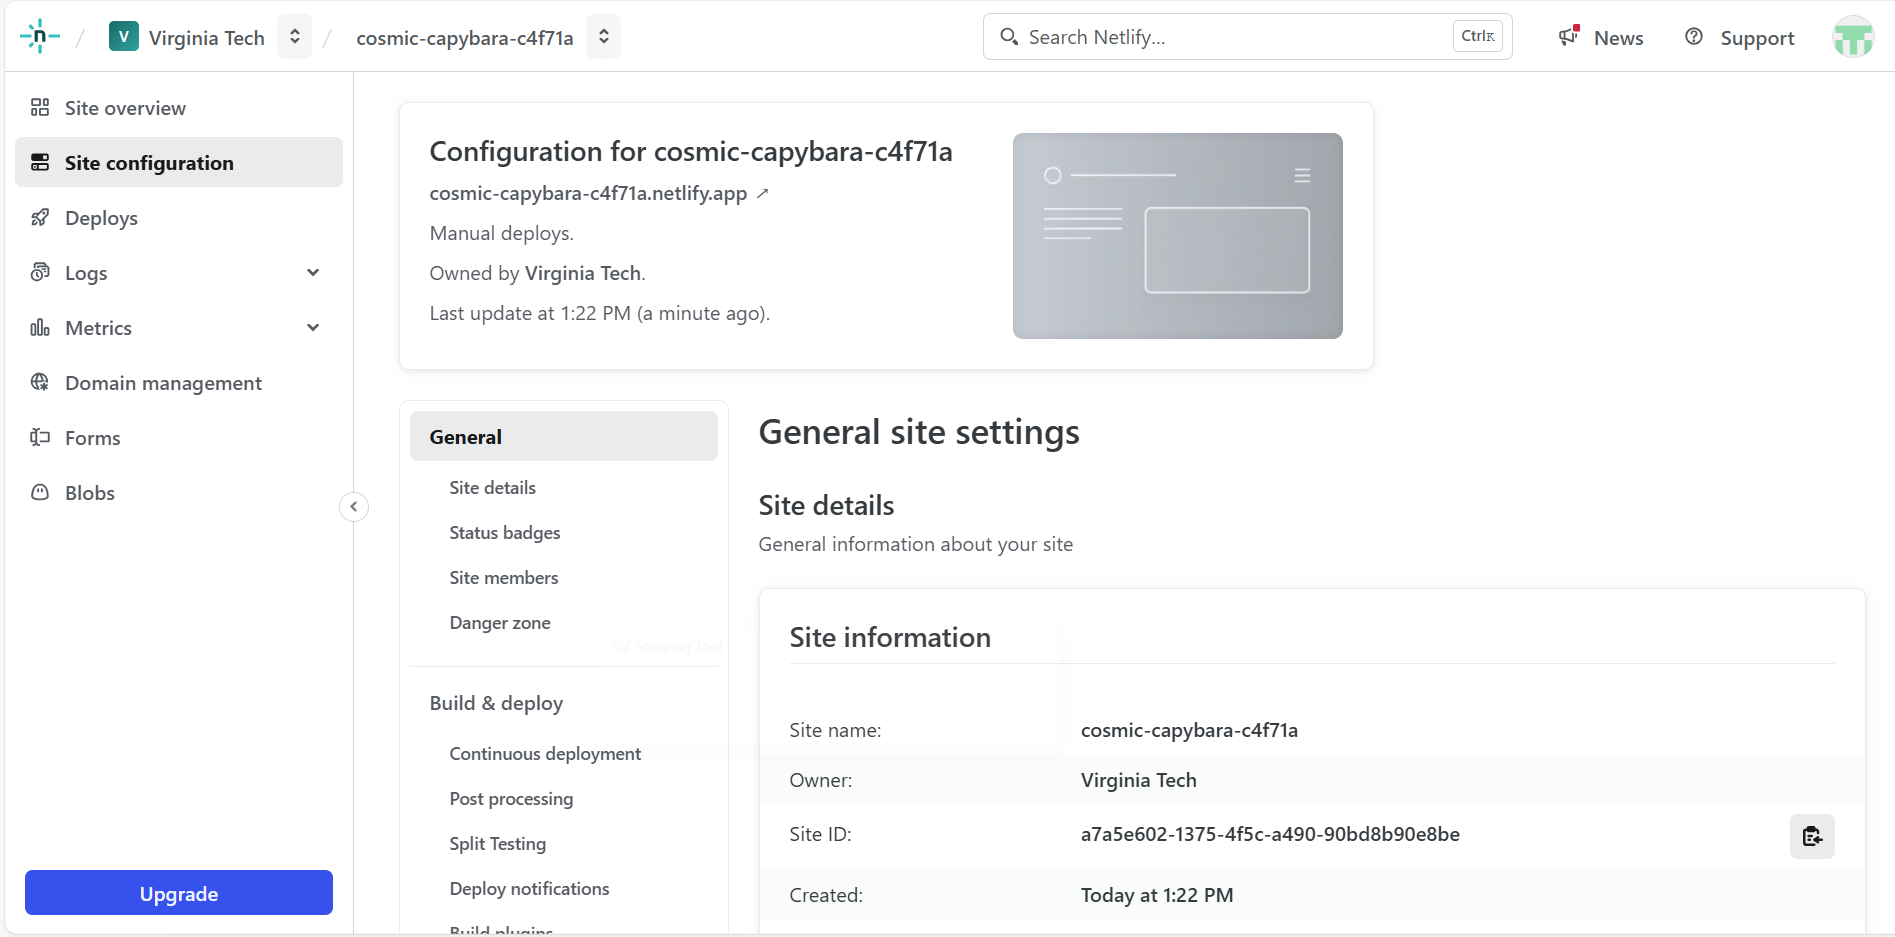 n / V Virginia Tech / cosmic-capybara-c4f71a
Search Netlify...
Ctrl K
News
Support
Site overview
Site configuration
Deploys
Logs
Metrics
Domain management
Forms
Blobs
Upgrade
Configuration for cosmic-capybara-c4f71a
cosmic-capybara-c4f71a.netlify.app ↗
Manual deploys.
Owned by Virginia Tech.
Last update at 1:22 PM (a minute ago).
General
Site details
Status badges
Site members
Danger zone
Snipping Tool
Build & deploy
Continuous deployment
Post processing
Split Testing
Deploy notifications
Build plugins
General site settings
Site details
General information about your site
Site information
Site name: cosmic-capybara-c4f71a
Owner: Virginia Tech
Site ID: a7a5e602-1375-4f5c-a490-90bd8b90e8be
Created: Today at 1:22 PM